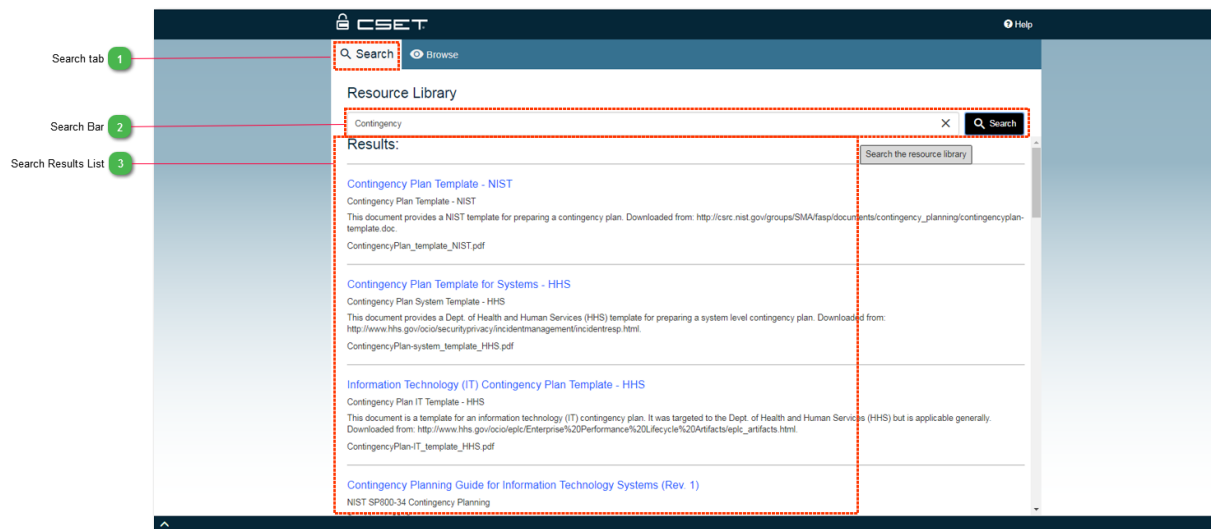 CSET
Help
Search tab 1
Search
Browse
Resource Library
Search Bar 2
Contingency
Search
Search Results List 3
Results:
Search the resource library
Contingency Plan Template - NIST
Contingency Plan Template - NIST
This document provides a NIST template for preparing a contingency plan. Downloaded from: http://csrc.nist.gov/groups/SMA/fasp/documents/contingency_planning/contingencyplan-
template.doc.
ContingencyPlan_template_NIST.pdf
Contingency Plan Template for Systems - HHS
Contingency Plan System Template - HHS
This document provides a Dept. of Health and Human Services (HHS) template for preparing a system level contingency plan. Downloaded from:
http://www.hhs.gov/ocio/securityprivacy/incidentmanagement/incidentresp.html.
ContingencyPlan-system_template_HHS.pdf
Information Technology (IT) Contingency Plan Template - HHS
Contingency Plan IT Template - HHS
This document is a template for an information technology (IT) contingency plan. It was targeted to the Dept. of Health and Human Services (HHS) but is applicable generally.
Downloaded from: http://www.hhs.gov/ocio/eplc/Enterprise%20Performance%20Lifecycle%20Artifacts/eplc_artifacts.html.
ContingencyPlan-IT_template_HHS.pdf
Contingency Planning Guide for Information Technology Systems (Rev. 1)
NIST SP800-34 Contingency Planning